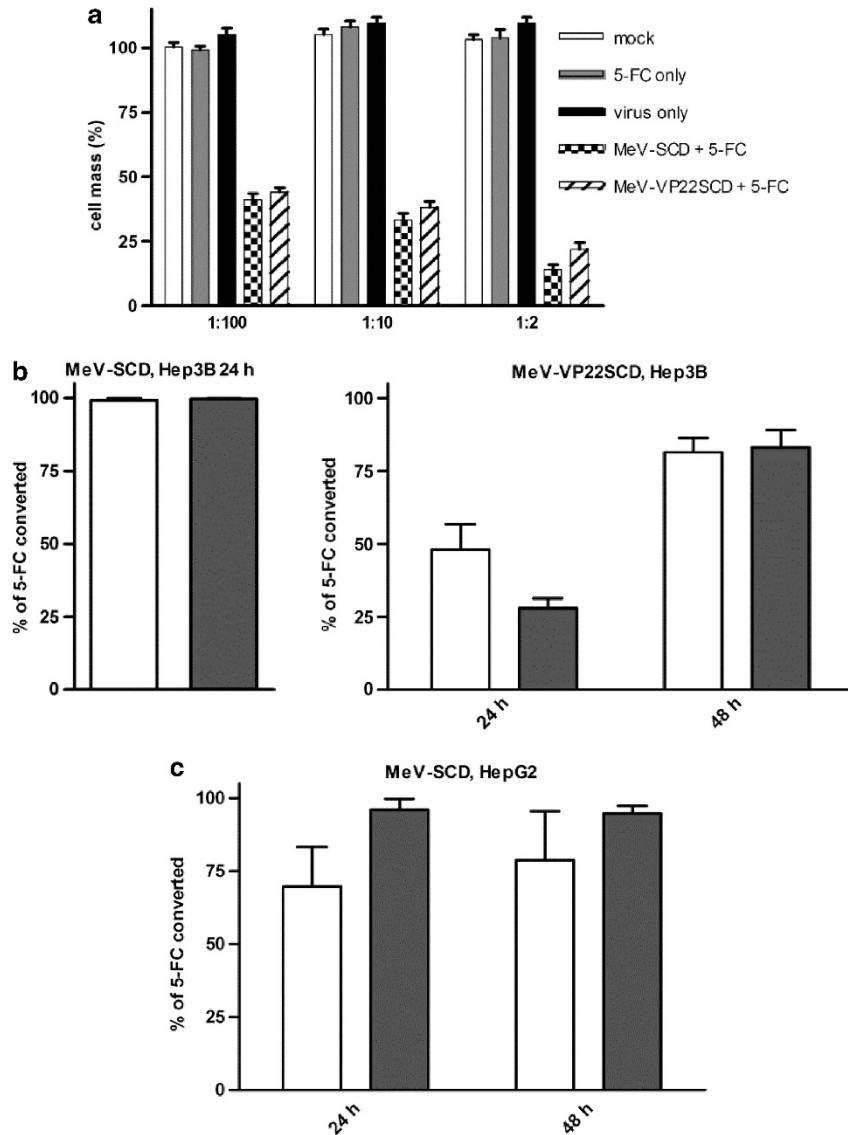 a
cell mass (%)
100
75
50
25
0
1:100
1:10
1:2
mock
5-FC only
virus only
MeV-SCD + 5-FC
MeV-VP22SCD + 5-FC
b
MeV-SCD, Hep3B 24 h
% of 5-FC converted
100
75
50
25
0
MeV-VP22SCD, Hep3B
% of 5-FC converted
100
75
50
25
0
24 h
48 h
c
MeV-SCD, HepG2
% of 5-FC converted
100
75
50
25
0
24 h
48 h